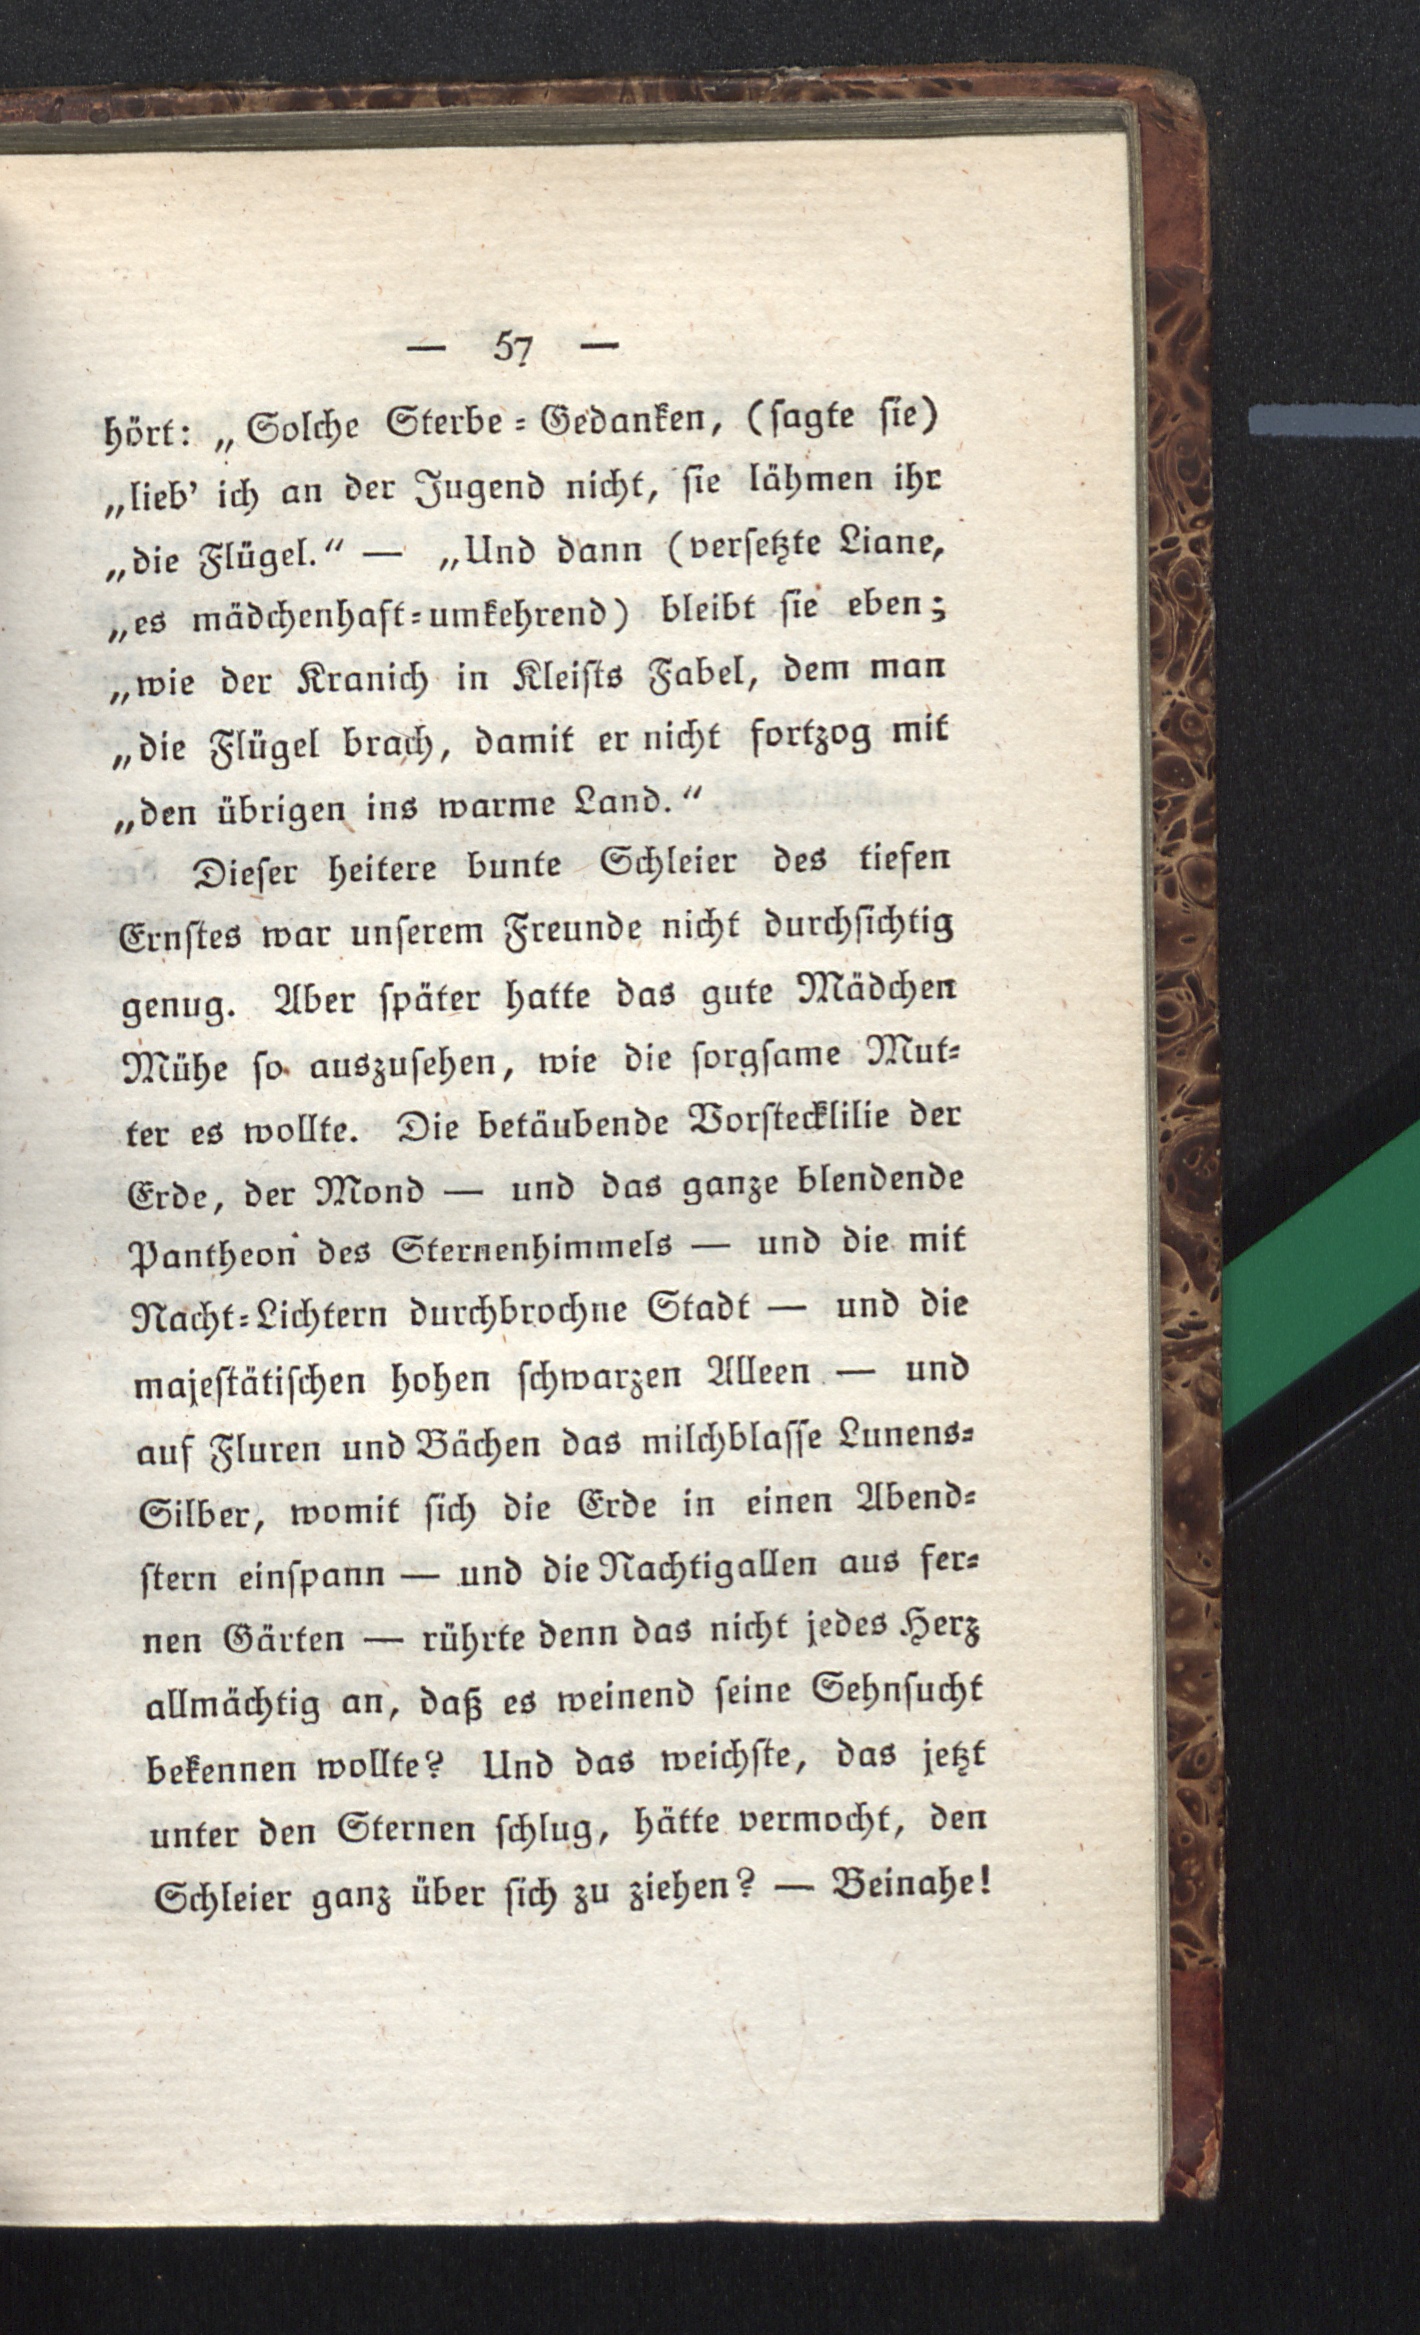 — 57 —
hört: „Solche Sterbe-Gedanken, (ſagte ſie)
„lieb’ ich an der Jugend nicht, ſie lähmen ihr
„die Flügel.“ — „Und dann (verſetzte Liane,
„es mädchenhaft-umkehrend) bleibt ſie eben;
„wie der Kranich in Kleiſts Fabel, dem man
„die Flügel brach, damit er nicht fortzog mit
„den übrigen ins warme Land.“
Dieſer heitere bunte Schleier des tiefen
Ernſtes war unſerem Freunde nicht durchſichtig
genug. Aber ſpäter hatte das gute Mädchen
Mühe ſo auszuſehen, wie die ſorgſame Mut-
ter es wollte. Die betäubende Vorſtecklilie der
Erde, der Mond — und das ganze blendende
Pantheon des Sternenhimmels — und die mit
Nacht-Lichtern durchbrochne Stadt — und die
majeſtätiſchen hohen ſchwarzen Alleen — und
auf Fluren und Bächen das milchblaſſe Lunens-
Silber, womit ſich die Erde in einen Abend-
ſtern einſpann — und die Nachtigallen aus fer-
nen Gärten — rührte denn das nicht jedes Herz
allmächtig an, daß es weinend ſeine Sehnſucht
bekennen wollte? Und das weichſte, das jetzt
unter den Sternen ſchlug, hätte vermocht, den
Schleier ganz über ſich zu ziehen? — Beinahe!